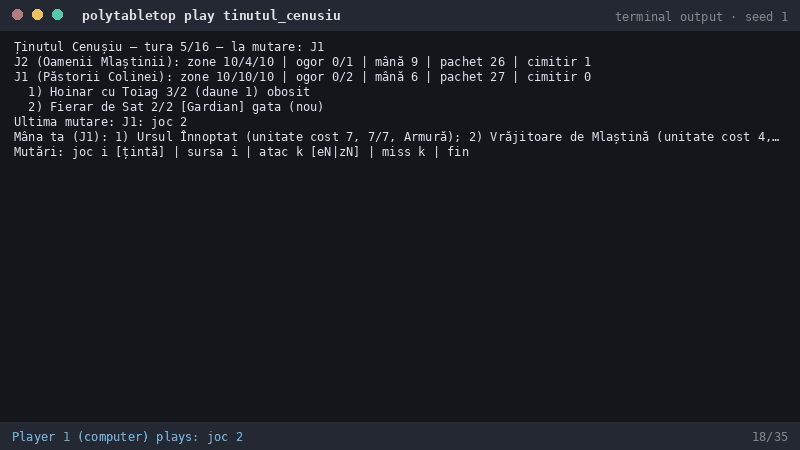 polytabletop play tinutul_cenusiu
terminal output · seed 1
Ținutul Cenușiu — tura 5/16 — la mutare: J1
J2 (Oamenii Mlaștinii): zone 10/4/10 | ogor 0/1 | mână 9 | pachet 26 | cimitir 1
J1 (Păstorii Colinei): zone 10/10/10 | ogor 0/2 | mână 6 | pachet 27 | cimitir 0
1) Hoinar cu Toiag 3/2 (daune 1) obosit
2) Fierar de Sat 2/2 [Gardian] gata (nou)
Ultima mutare: J1: joc 2
Mâna ta (J1): 1) Ursul Înnoptat (unitate cost 7, 7/7, Armură); 2) Vrăjitoare de Mlaștină (unitate cost 4,…
Mutări: joc i [țintă] | sursa i | atac k [eN|zN] | miss k | fin
Player 1 (computer) plays: joc 2
18/35